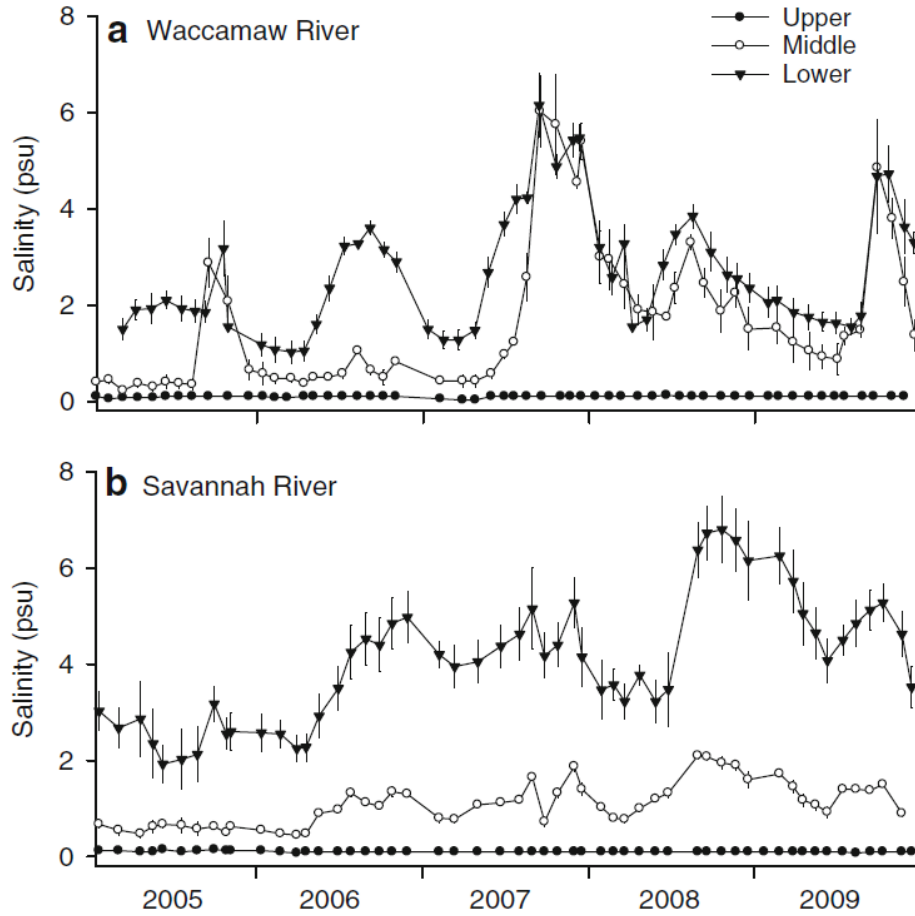 8
a Waccamaw River
Upper
Middle
Lower
6
Salinity (psu)
4
2
0
8
b Savannah River
6
Salinity (psu)
4
2
0
2005 2006 2007 2008 2009